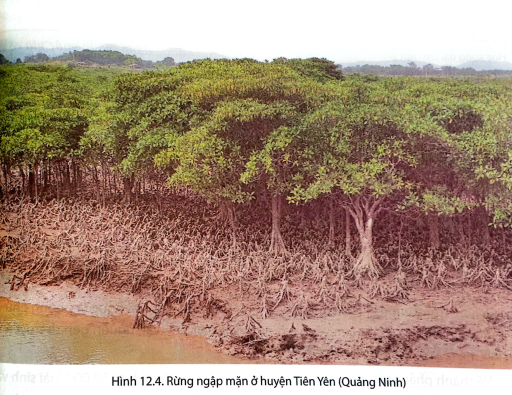 Hình 12.4. Rừng ngập mặn ở huyện Tiên Yên (Quảng Ninh)